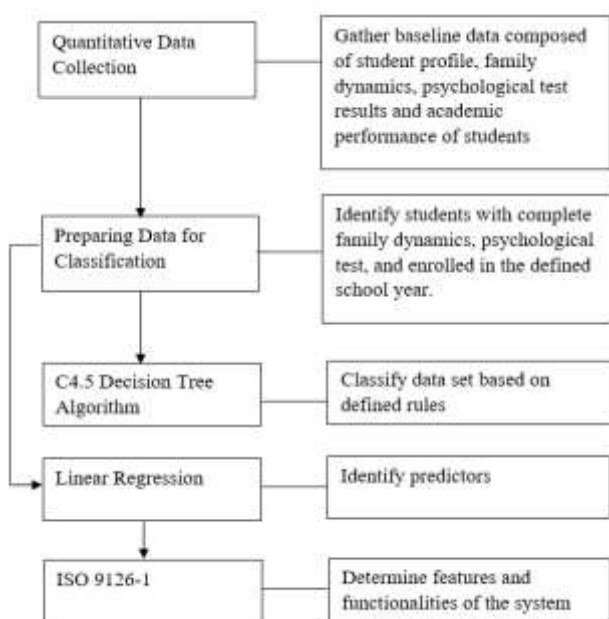 Quantitative Data
Collection
Gather baseline data composed
of student profile, family
dynamics, psychological test
results and academic
performance of students
Preparing Data for
Classification
Identify students with complete
family dynamics, psychological
test, and enrolled in the defined
school year.
C4.5 Decision Tree
Algorithm
Classify data set based on
defined rules
Linear Regression
Identify predictors
ISO 9126-1
Determine features and
functionalities of the system